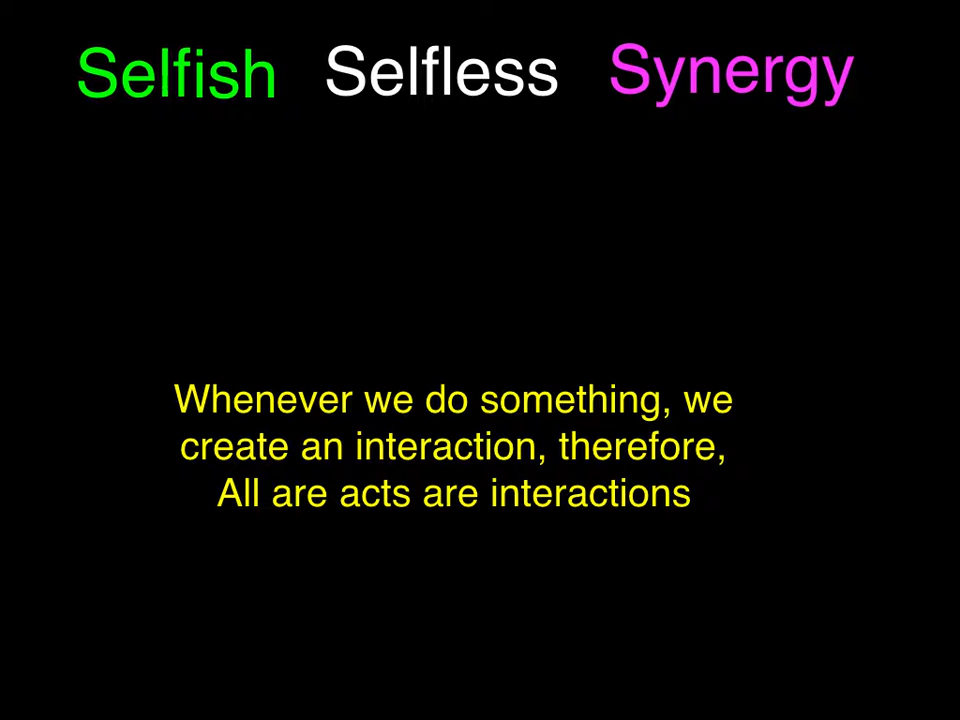 Selfish Selfless Synergy
Whenever we do something, we
create an interaction, therefore,
All are acts are interactions